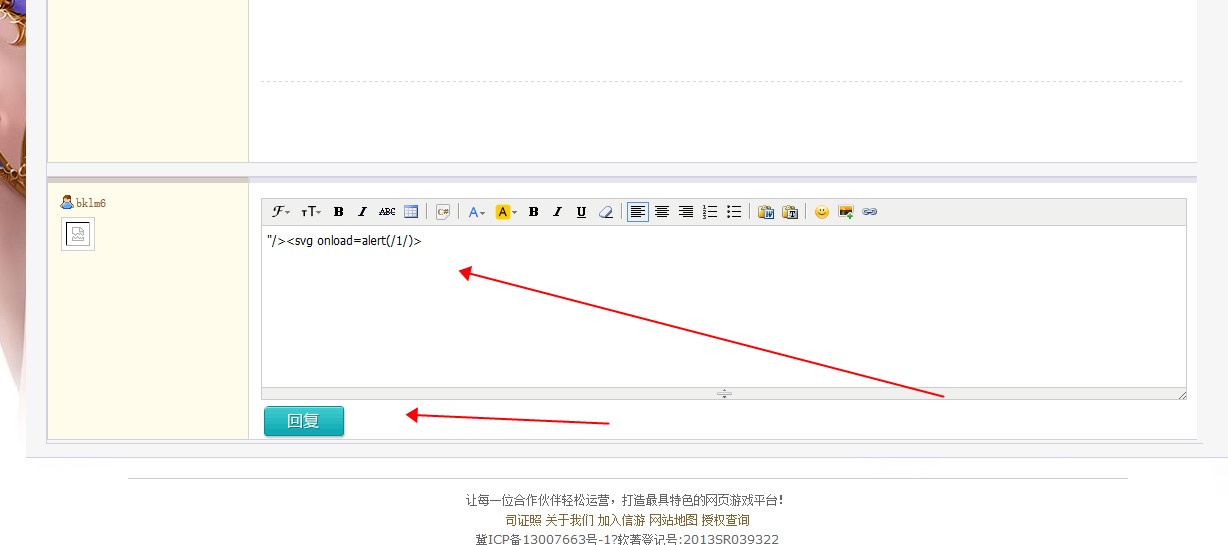 bklm6
ℱ тT B I ABC C# A A B I U W T
"/><svg onload=alert(/1/)>
回复
让每一位合作伙伴轻松运营，打造最具特色的网页游戏平台!
司证照 关于我们 加入信游 网站地图 授权查询
冀ICP备13007663号-1?软著登记号:2013SR039322